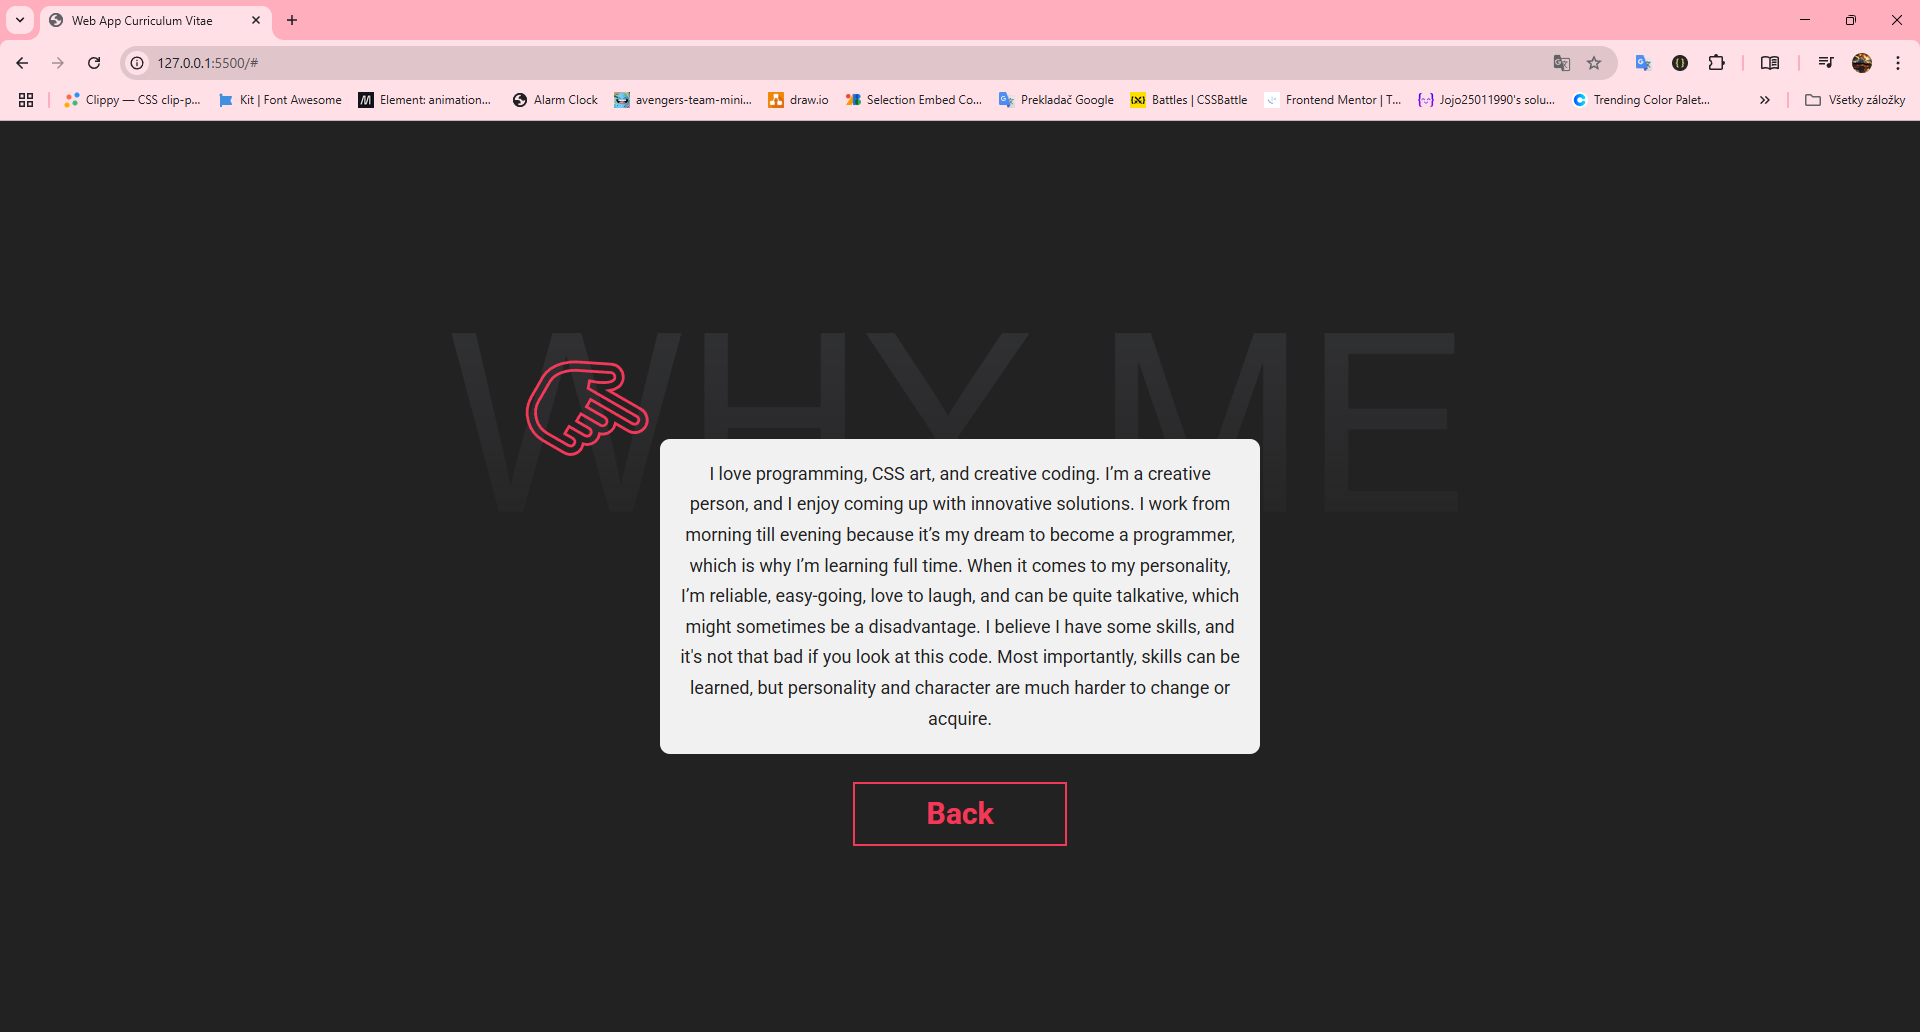 Web App Curriculum Vitae
127.0.0.1:5500/#
Clippy — CSS clip-p...
Kit | Font Awesome
Element: animation...
Alarm Clock
avengers-team-mini...
draw.io
Selection Embed Co...
Prekladač Google
Battles | CSSBattle
Frontend Mentor | T...
Jojo25011990's solu...
Trending Color Palet...
Všetky záložky
WHY ME
I love programming, CSS art, and creative coding. I’m a creative
person, and I enjoy coming up with innovative solutions. I work from
morning till evening because it’s my dream to become a programmer,
which is why I’m learning full time. When it comes to my personality,
I’m reliable, easy-going, love to laugh, and can be quite talkative, which
might sometimes be a disadvantage. I believe I have some skills, and
it's not that bad if you look at this code. Most importantly, skills can be
learned, but personality and character are much harder to change or
acquire.
Back